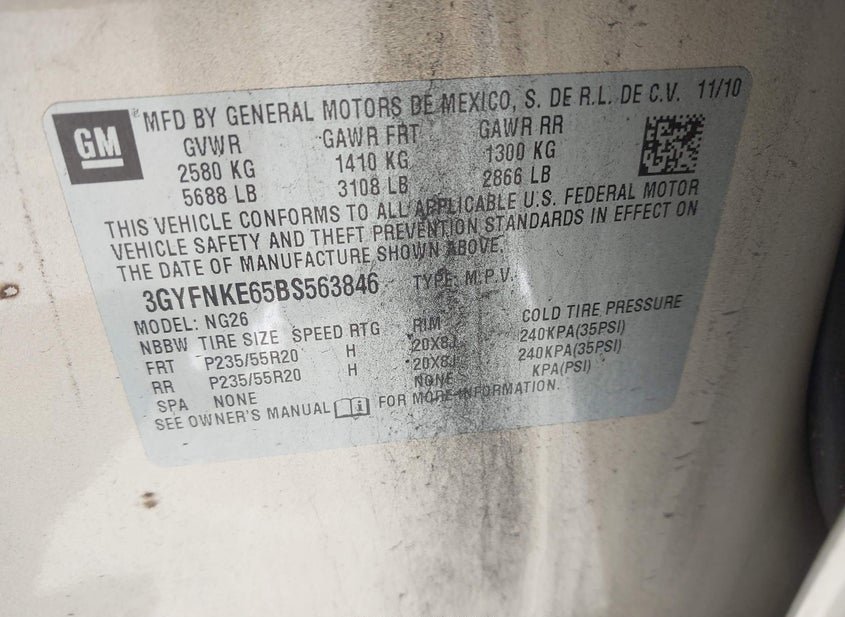 GM
®MFD BY GENERAL MOTORS DE MEXICO, S. DE R.L. DE C.V. 11/10
GVWR GAWR FRT GAWR RR
2580 KG 1410 KG 1300 KG
5688 LB 3108 LB 2866 LB
THIS VEHICLE CONFORMS TO ALL APPLICABLE U.S. FEDERAL MOTOR
VEHICLE SAFETY AND THEFT PREVENTION STANDARDS IN EFFECT ON
THE DATE OF MANUFACTURE SHOWN ABOVE.
3GYFNKE65BS563846 TYPE: M.P.V.
MODEL: NG26
NBBW TIRE SIZE SPEED RTG RIM COLD TIRE PRESSURE
FRT P235/55R20 H 20X8J 240KPA(35PSI)
RR P235/55R20 H 20X8J 240KPA(35PSI)
SPA NONE NONE KPA(PSI)
SEE OWNER'S MANUAL FOR MORE INFORMATION.